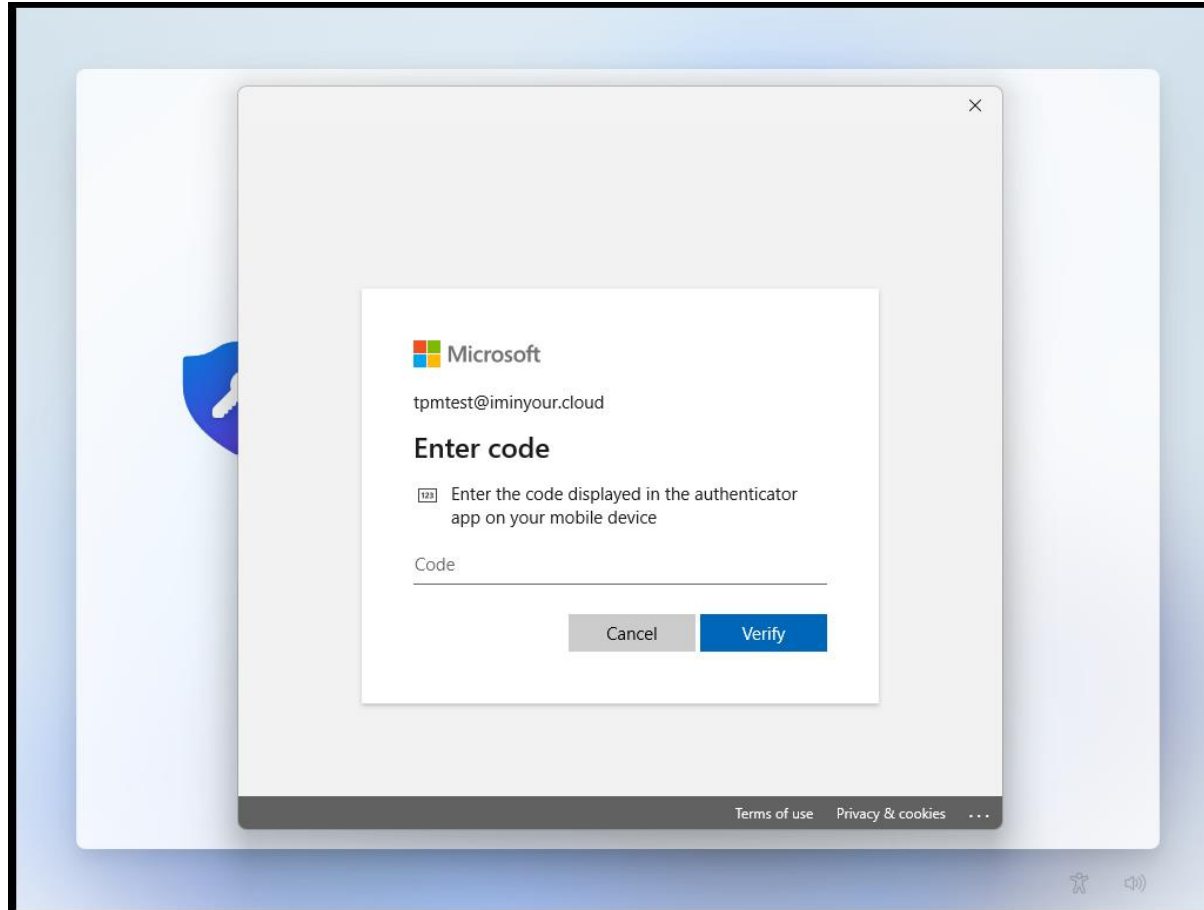 Microsoft
tpmtest@iminyour.cloud
Enter code
123 Enter the code displayed in the authenticator
app on your mobile device
Code
Cancel Verify
Terms of use Privacy & cookies ...